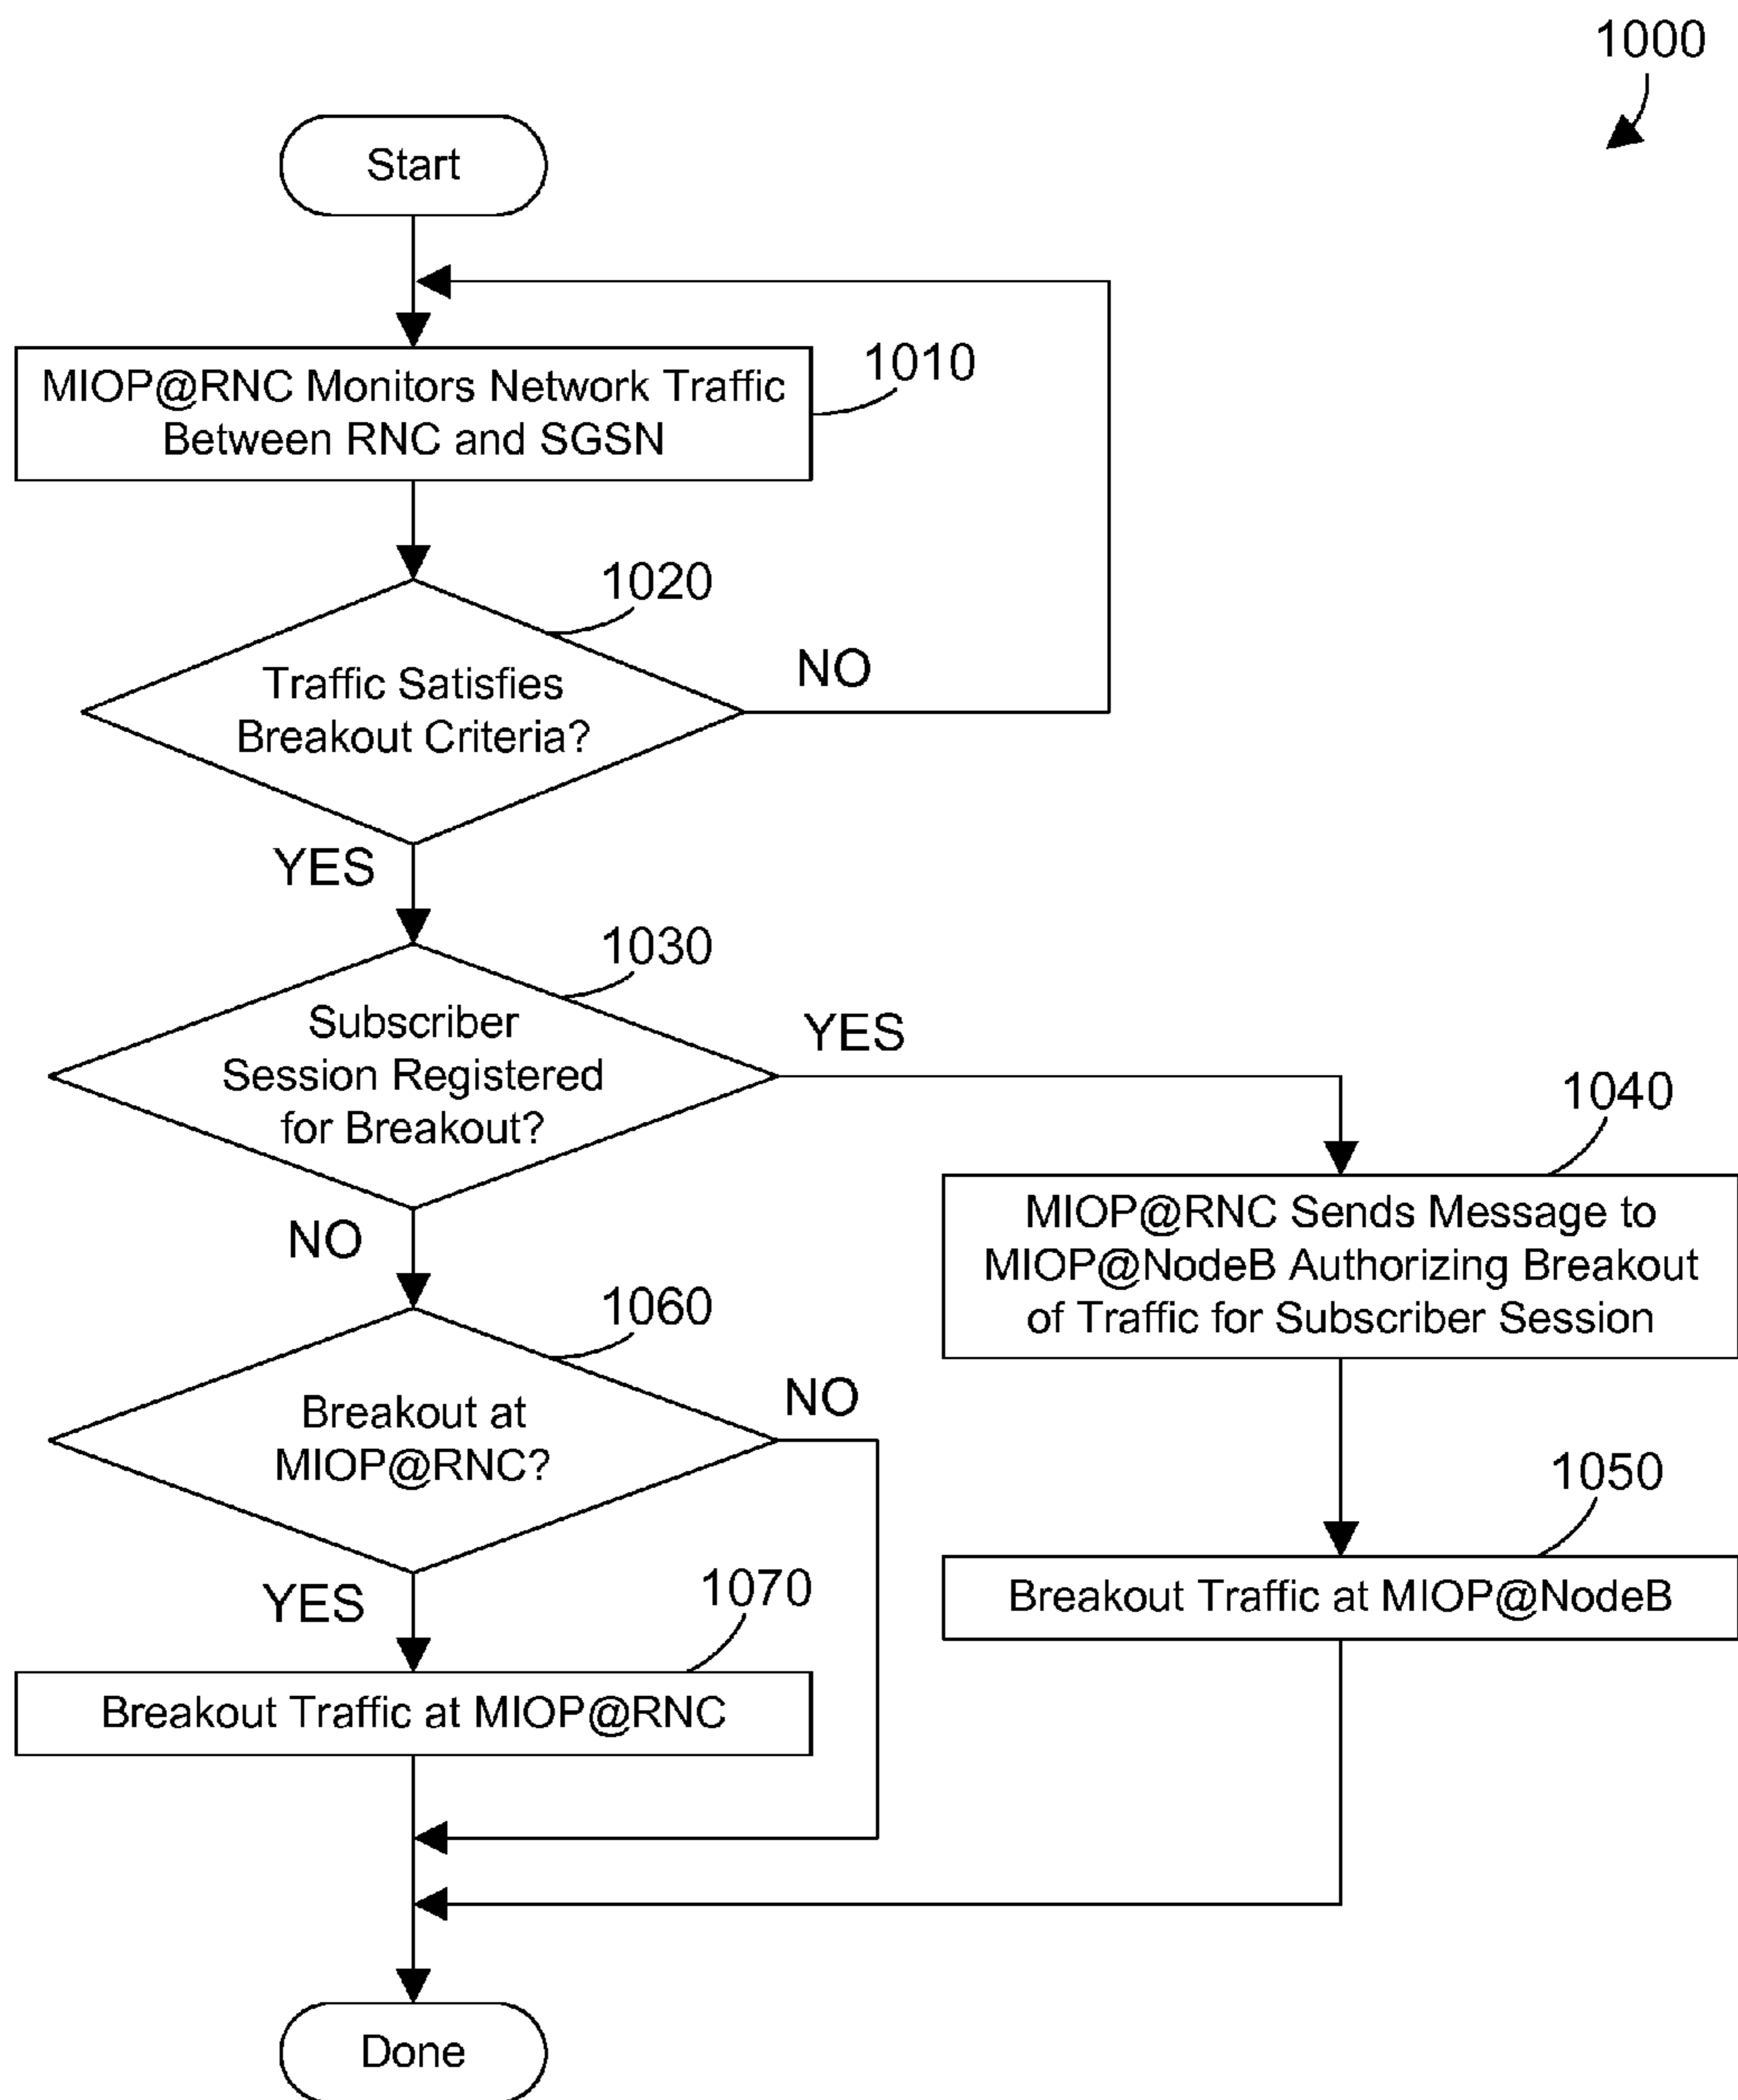 1000
Start
MIOP@RNC Monitors Network Traffic
Between RNC and SGSN
1010
Traffic Satisfies
Breakout Criteria?
1020
NO
YES
Subscriber
Session Registered
for Breakout?
1030
YES
NO
1040
MIOP@RNC Sends Message to
MIOP@NodeB Authorizing Breakout
of Traffic for Subscriber Session
1060
Breakout at
MIOP@RNC?
NO
YES
1050
Breakout Traffic at MIOP@NodeB
1070
Breakout Traffic at MIOP@RNC
Done